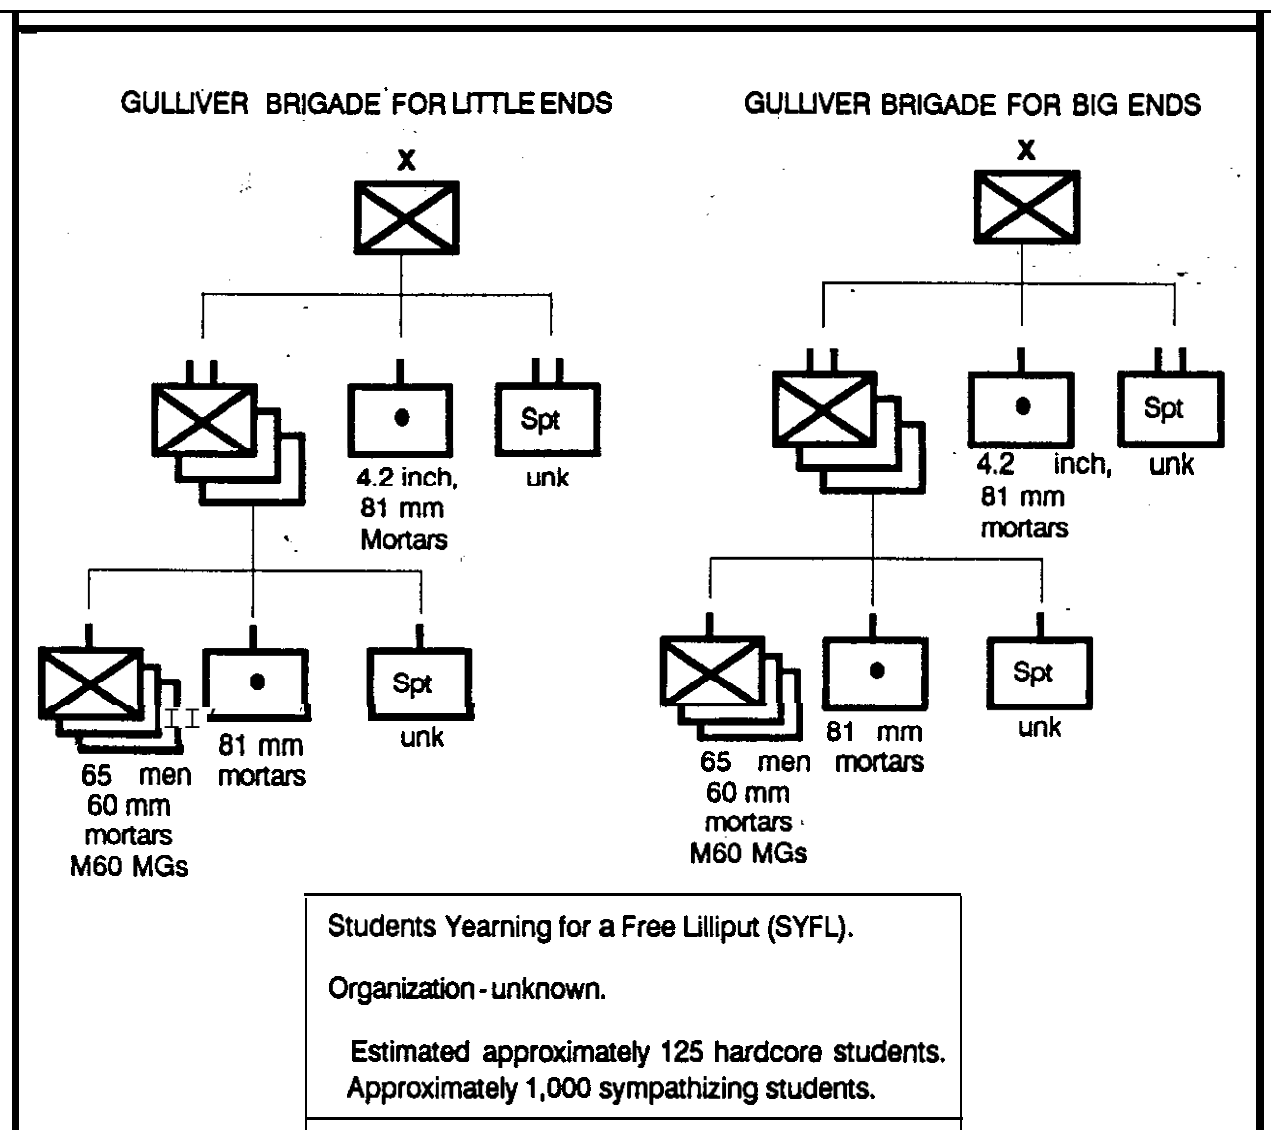 GULLIVER BRIGADE FOR LITTLE ENDS
X
Spt
4.2 inch,
81 mm
Mortars
unk
Spt
81 mm
mortars
unk
65 men
60 mm
mortars
M60 MGs
GULLIVER BRIGADE FOR BIG ENDS
X
Spt
4.2 inch,
81 mm
mortars
unk
Spt
81 mm
mortars
unk
65 men
60 mm
mortars
M60 MGs
Students Yearning for a Free Lilliput (SYFL).
Organization - unknown.
Estimated approximately 125 hardcore students.
Approximately 1,000 sympathizing students.